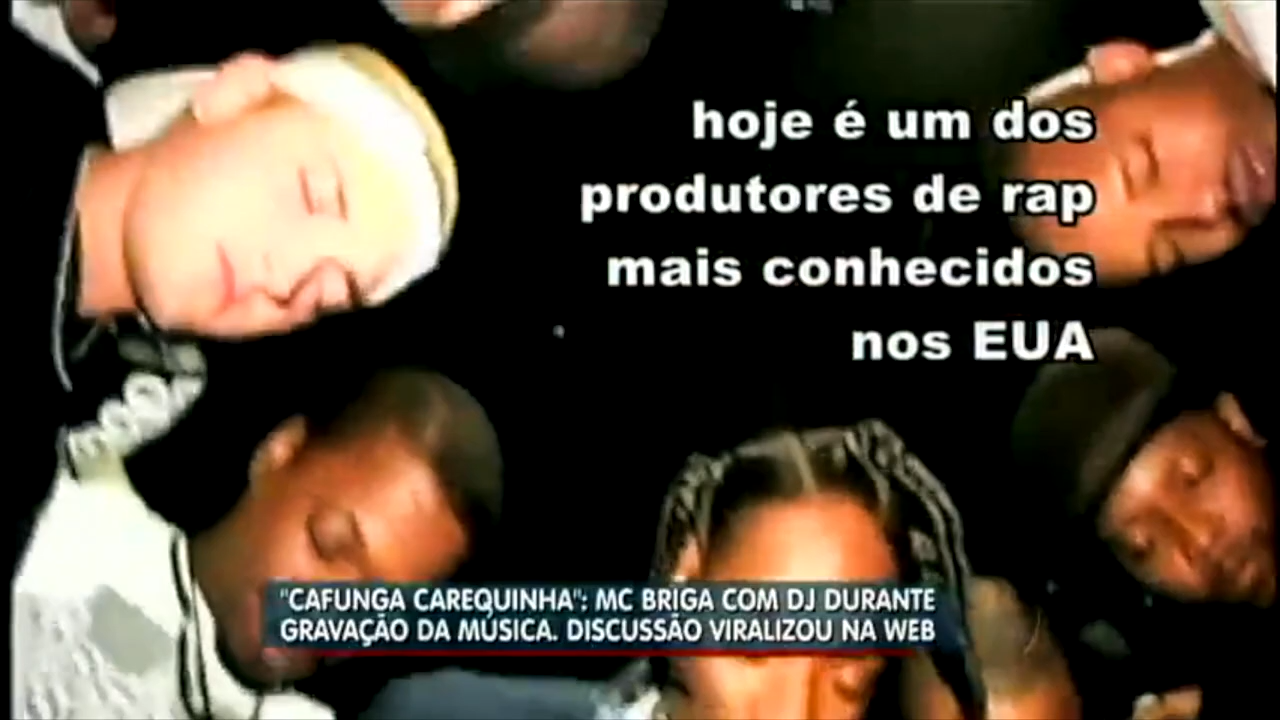 hoje é um dos
produtores de rap
mais conhecidos
nos EUA
"CAFUNGA CAREQUINHA": MC BRIGA COM DJ DURANTE
GRAVAÇÃO DA MÚSICA. DISCUSSÃO VIRALIZOU NA WEB